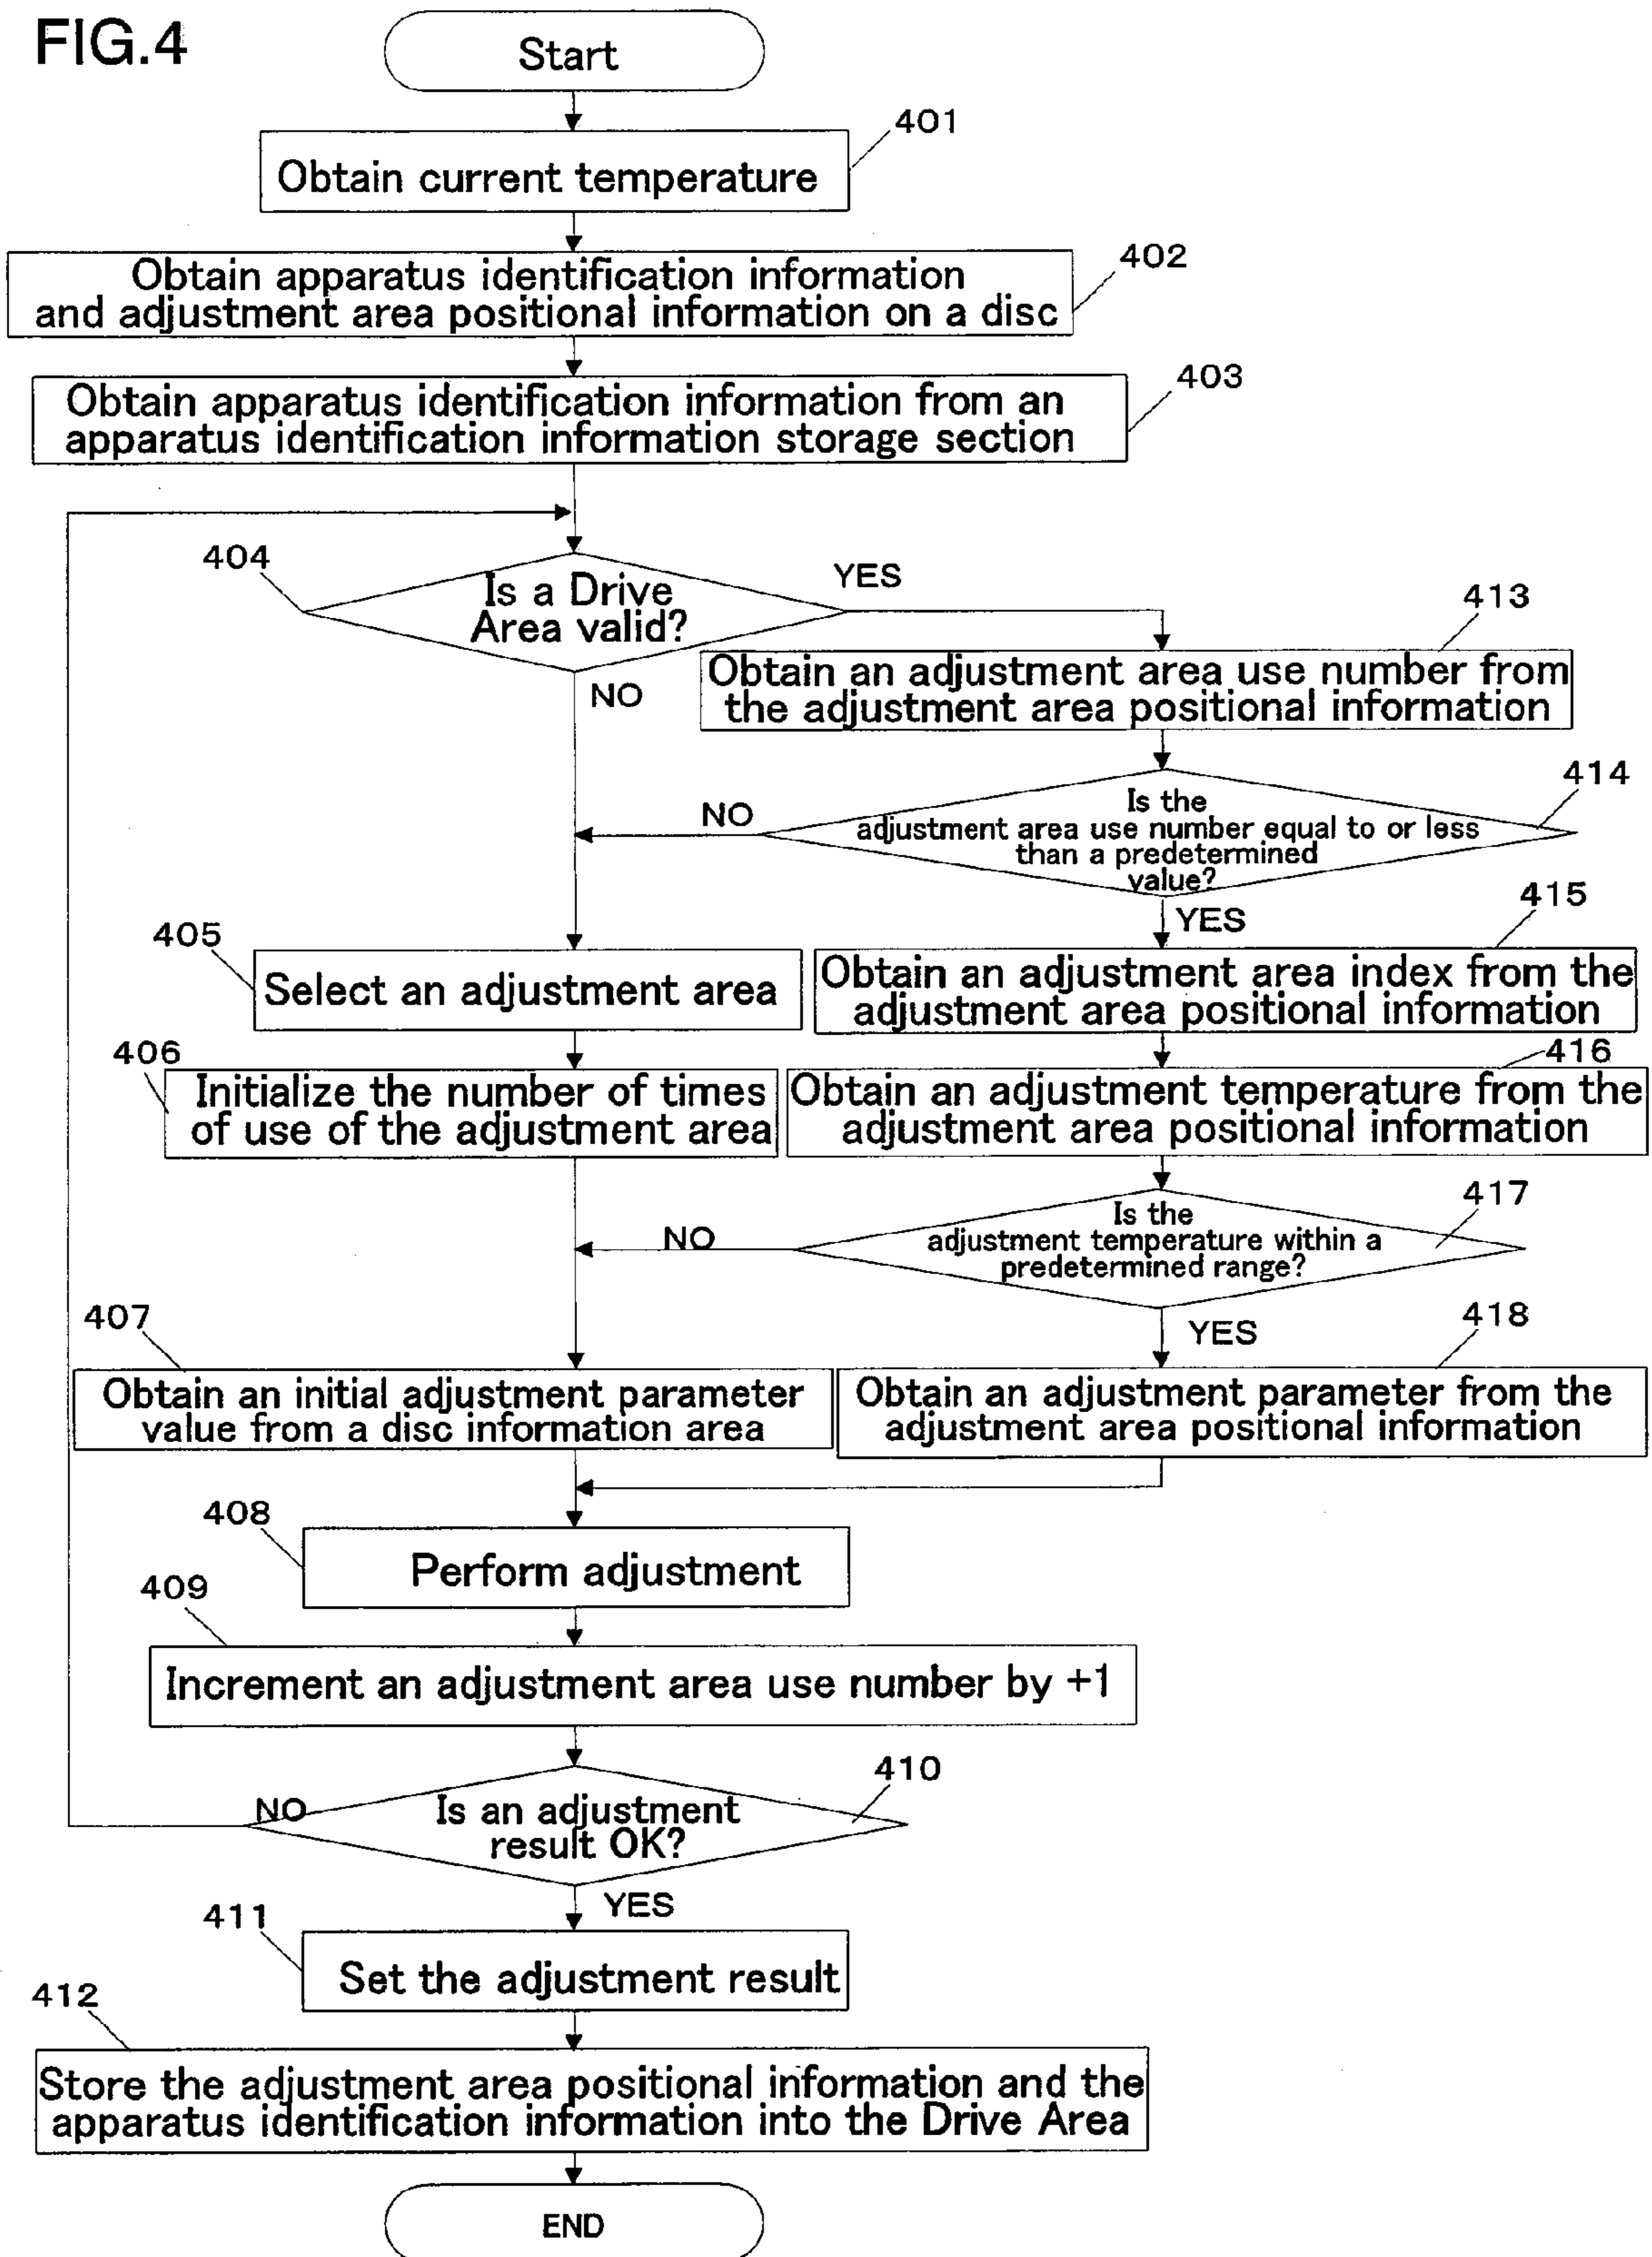 FIG.4
Start
401
Obtain current temperature
402
Obtain apparatus identification information
and adjustment area positional information on a disc
403
Obtain apparatus identification information from an
apparatus identification information storage section
404
Is a Drive
Area valid?
YES
NO
413
Obtain an adjustment area use number from
the adjustment area positional information
414
Is the
adjustment area use number equal to or less
than a predetermined
value?
NO
YES
405
Select an adjustment area
415
Obtain an adjustment area index from the
adjustment area positional information
406
Initialize the number of times
of use of the adjustment area
416
Obtain an adjustment temperature from the
adjustment area positional information
417
Is the
adjustment temperature within a
predetermined range?
NO
YES
407
Obtain an initial adjustment parameter
value from a disc information area
418
Obtain an adjustment parameter from the
adjustment area positional information
408
Perform adjustment
409
Increment an adjustment area use number by +1
410
Is an adjustment
result OK?
NO
YES
411
Set the adjustment result
412
Store the adjustment area positional information and the
apparatus identification information into the Drive Area
END